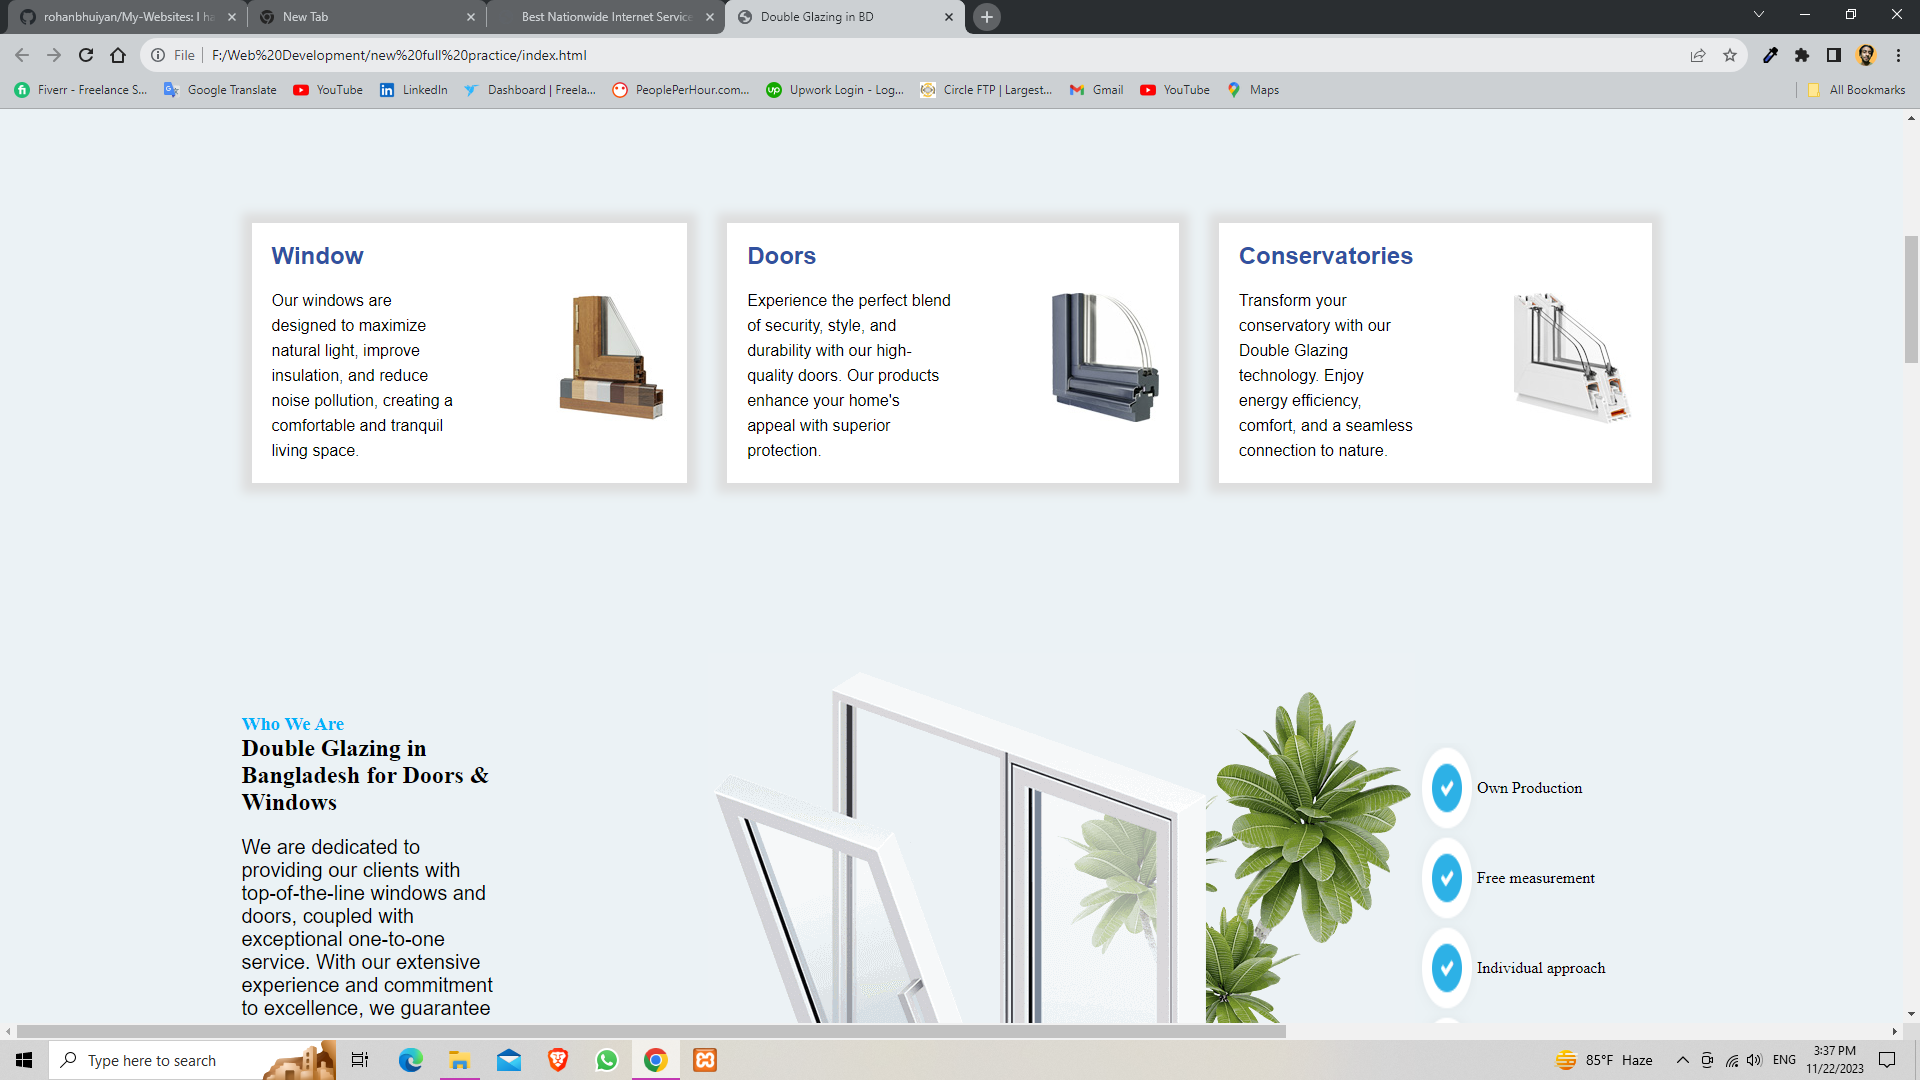 rohanbhuiyan/My-Websites: I ha
New Tab
Best Nationwide Internet Service
Double Glazing in BD
File
F:/Web%20Development/new%20full%20practice/index.html
Fiverr - Freelance S...
Google Translate
YouTube
LinkedIn
Dashboard | Freela...
PeoplePerHour.com...
Upwork Login - Log...
Circle FTP | Largest...
Gmail
YouTube
Maps
All Bookmarks
Window
Our windows are
designed to maximize
natural light, improve
insulation, and reduce
noise pollution, creating a
comfortable and tranquil
living space.
Doors
Experience the perfect blend
of security, style, and
durability with our high-
quality doors. Our products
enhance your home's
appeal with superior
protection.
Conservatories
Transform your
conservatory with our
Double Glazing
technology. Enjoy
energy efficiency,
comfort, and a seamless
connection to nature.
Who We Are
Double Glazing in
Bangladesh for Doors &
Windows
We are dedicated to
providing our clients with
top-of-the-line windows and
doors, coupled with
exceptional one-to-one
service. With our extensive
experience and commitment
to excellence, we guarantee
Own Production
Free measurement
Individual approach
Type here to search
85°F Haze
ENG
3:37 PM
11/22/2023